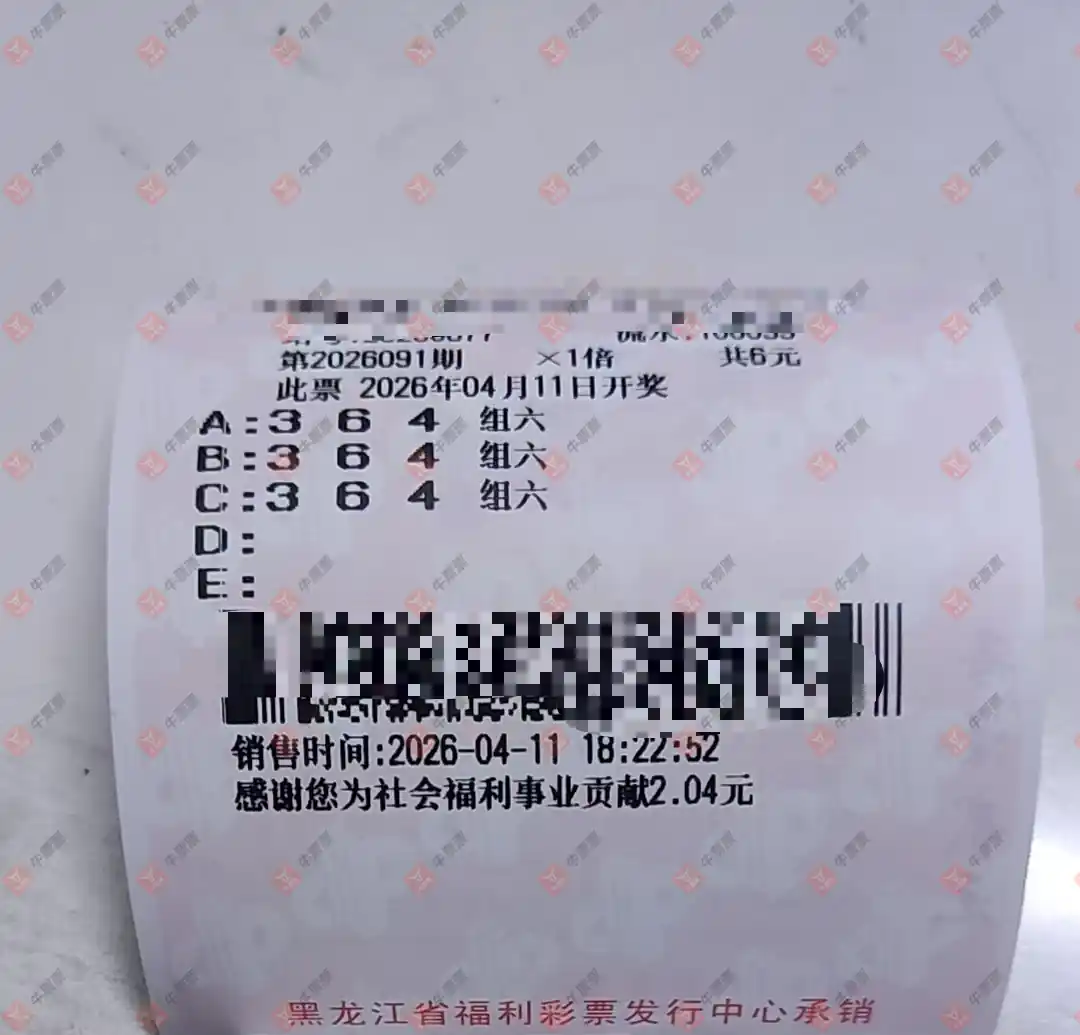 第2026091期 ×1倍 共6元
此票 2026年04月11日开奖
A:3 6 4 组六
B:3 6 4 组六
C:3 6 4 组六
D:
E:
销售时间:2026-04-11 18:22:52
感谢您为社会福利事业贡献2.04元
黑龙江省福利彩票发行中心承销
牛票票